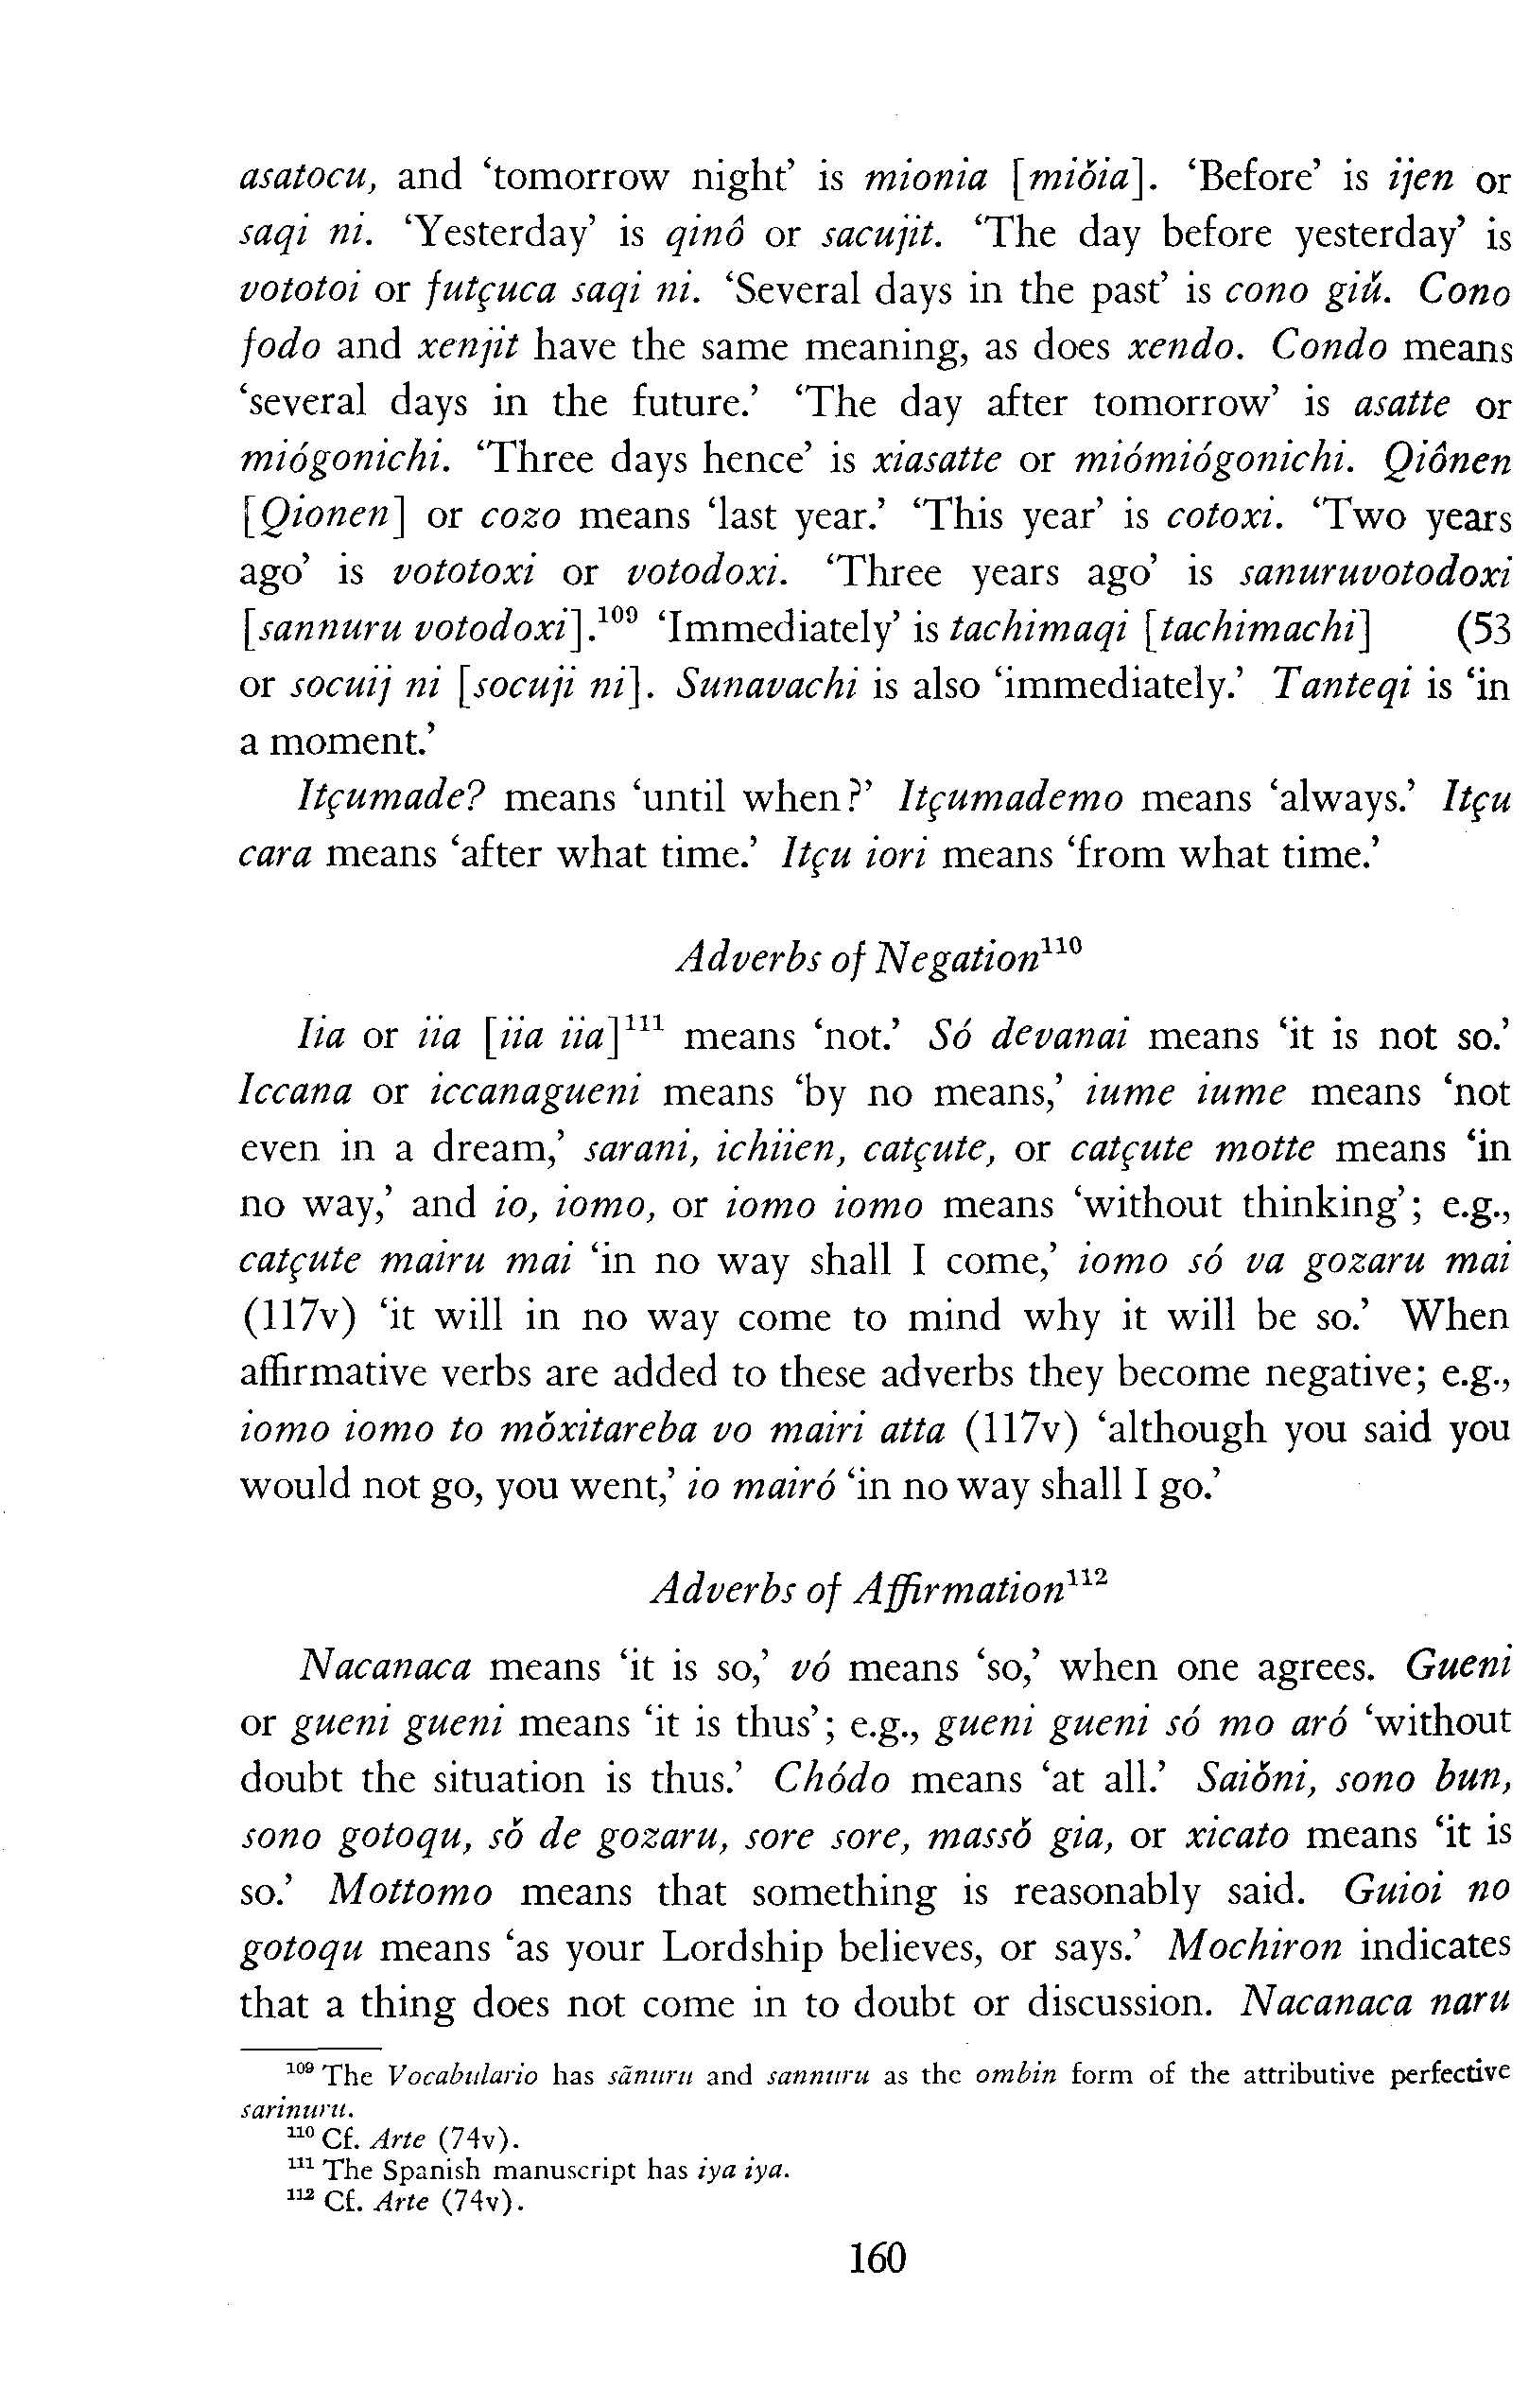 asatocu, and ‘tomorrow night’ is mionia [miǒia]. ‘Before’ is ijen or
saqi ni. ‘Yesterday’ is qinô or sacujit. ‘The day before yesterday’ is
vototoi or futçuca saqi ni. ‘Several days in the past’ is cono giǔ. Cono
fodo and xenjit have the same meaning, as does xendo. Condo means
‘several days in the future.’ ‘The day after tomorrow’ is asatte or
miógonichi. ‘Three days hence’ is xiasatte or miómiógonichi. Qiônen
[Qionen] or cozo means ‘last year.’ ‘This year’ is cotoxi. ‘Two years
ago’ is vototoxi or votodoxi. ‘Three years ago’ is sanuruvotodoxi
[sannuru votodoxi].¹⁰⁹ ‘Immediately’ is tachimaqi [tachimachi] (53
or socuij ni [socuji ni]. Sunavachi is also ‘immediately.’ Tanteqi is ‘in
a moment.’
Itçumade? means ‘until when?’ Itçumademo means ‘always.’ Itçu
cara means ‘after what time.’ Itçu iori means ‘from what time.’
Adverbs of Negation¹¹⁰
Iia or iia [iia iia]¹¹¹ means ‘not.’ Só devanai means ‘it is not so.’
Iccana or iccanagueni means ‘by no means,’ iume iume means ‘not
even in a dream,’ sarani, ichiien, catçute, or catçute motte means ‘in
no way,’ and io, iomo, or iomo iomo means ‘without thinking’; e.g.,
catçute mairu mai ‘in no way shall I come,’ iomo só va gozaru mai
(117v) ‘it will in no way come to mind why it will be so.’ When
affirmative verbs are added to these adverbs they become negative; e.g.,
iomo iomo to mǒxitareba vo mairi atta (117v) ‘although you said you
would not go, you went,’ io mairó ‘in no way shall I go.’
Adverbs of Affirmation¹¹²
Nacanaca means ‘it is so,’ vó means ‘so,’ when one agrees. Gueni
or gueni gueni means ‘it is thus’; e.g., gueni gueni só mo aró ‘without
doubt the situation is thus.’ Chódo means ‘at all.’ Saiǒni, sono bun,
sono gotoqu, sǒ de gozaru, sore sore, massǒ gia, or xicato means ‘it is
so.’ Mottomo means that something is reasonably said. Guioi no
gotoqu means ‘as your Lordship believes, or says.’ Mochiron indicates
that a thing does not come in to doubt or discussion. Nacanaca naru
¹⁰⁹ The Vocabulario has sānuru and sannuru as the ombin form of the attributive perfective
sarinuru.
¹¹⁰ Cf. Arte (74v).
¹¹¹ The Spanish manuscript has iya iya.
¹¹² Cf. Arte (74v).
160